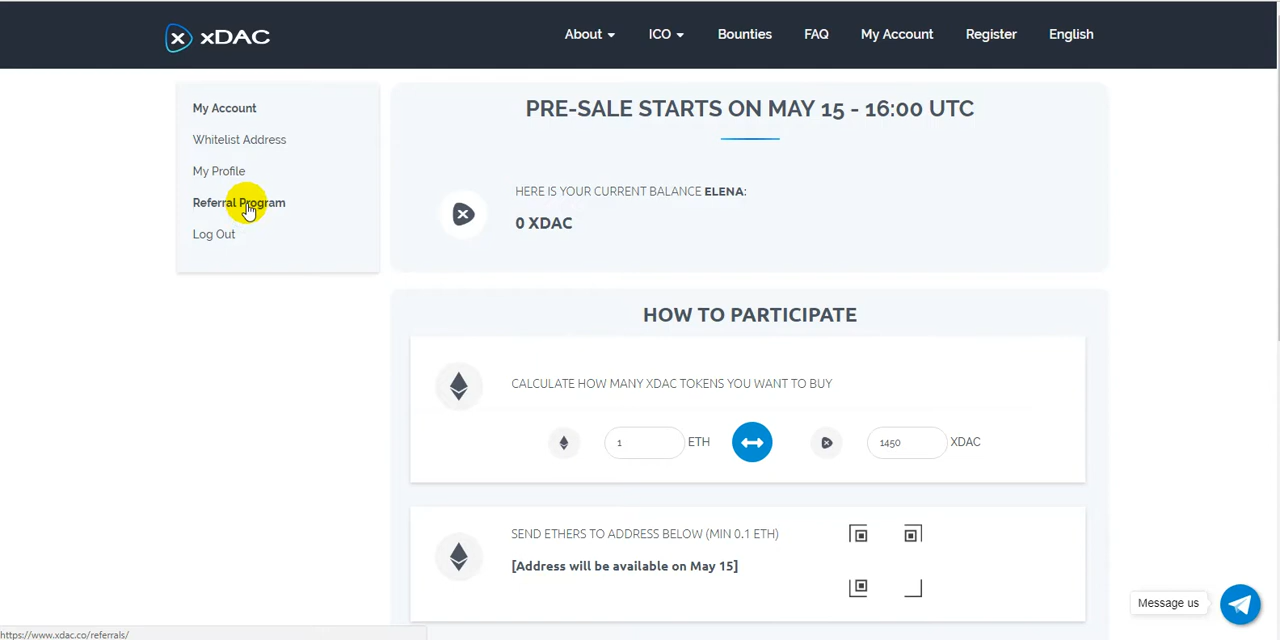 xDAC
About ICO Bounties FAQ My Account Register English
My Account
Whitelist Address
My Profile
Referral Program
Log Out
PRE-SALE STARTS ON MAY 15 - 16:00 UTC
HERE IS YOUR CURRENT BALANCE ELENA:
0 XDAC
HOW TO PARTICIPATE
CALCULATE HOW MANY XDAC TOKENS YOU WANT TO BUY
1 ETH 1450 XDAC
SEND ETHERS TO ADDRESS BELOW (MIN 0.1 ETH)
[Address will be available on May 15]
Message us
https://www.xdac.co/referrals/